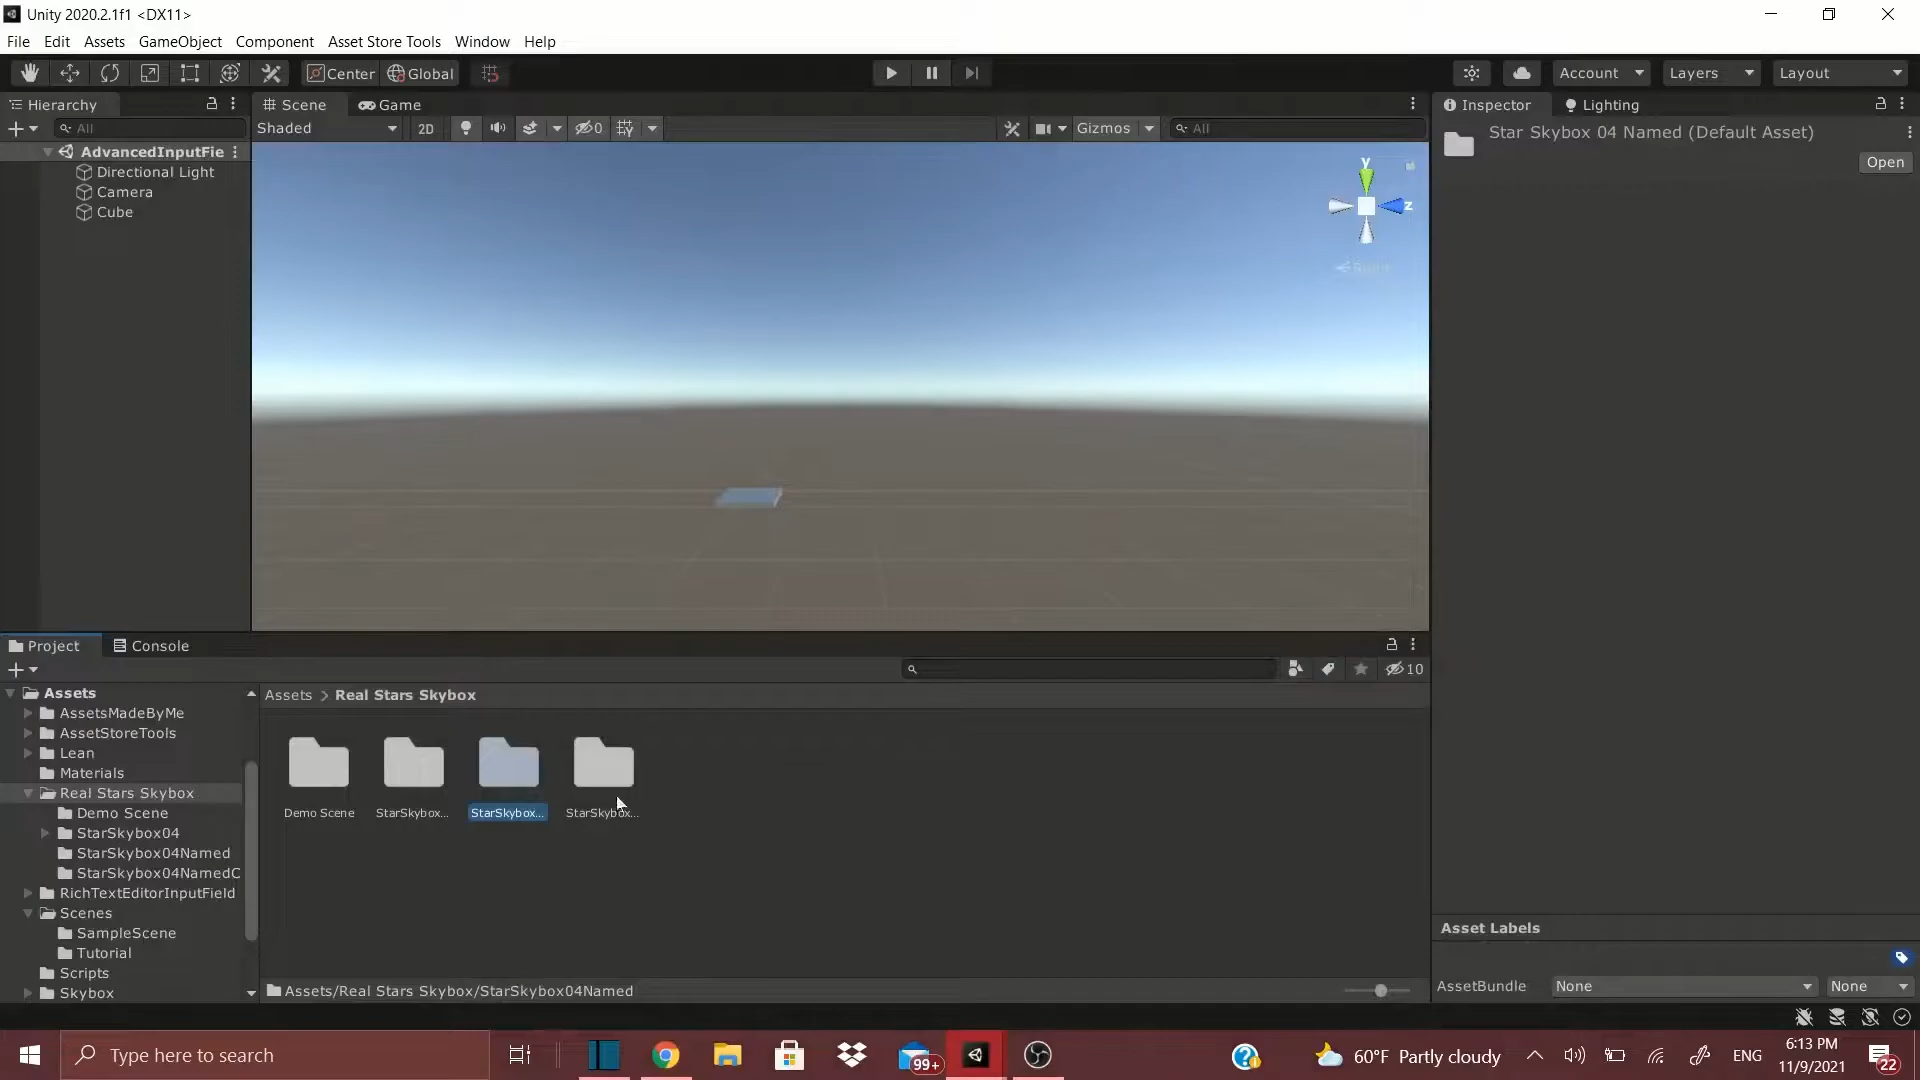 Unity 2020.2.1f1 <DX11>
File Edit Assets GameObject Component Asset Store Tools Window Help
Center Global Account Layers Layout
Hierarchy Scene Game Inspector Lighting
All Shaded 2D 0 Gizmos All
Star Skybox 04 Named (Default Asset)
Open
AdvancedInputFie
Directional Light
Camera
Cube
y
z
Project Console
10
Assets
Assets > Real Stars Skybox
AssetsMadeByMe
AssetStoreTools
Lean
Materials
Real Stars Skybox
Demo Scene
StarSkybox04
StarSkybox04Named
StarSkybox04NamedC
RichTextEditorInputField
Scenes
SampleScene
Tutorial
Scripts
Skybox
Demo Scene StarSkybox... StarSkybox... StarSkybox...
Assets/Real Stars Skybox/StarSkybox04Named
Asset Labels
AssetBundle None None
Type here to search
99+
60°F Partly cloudy
ENG
6:13 PM
11/9/2021
22